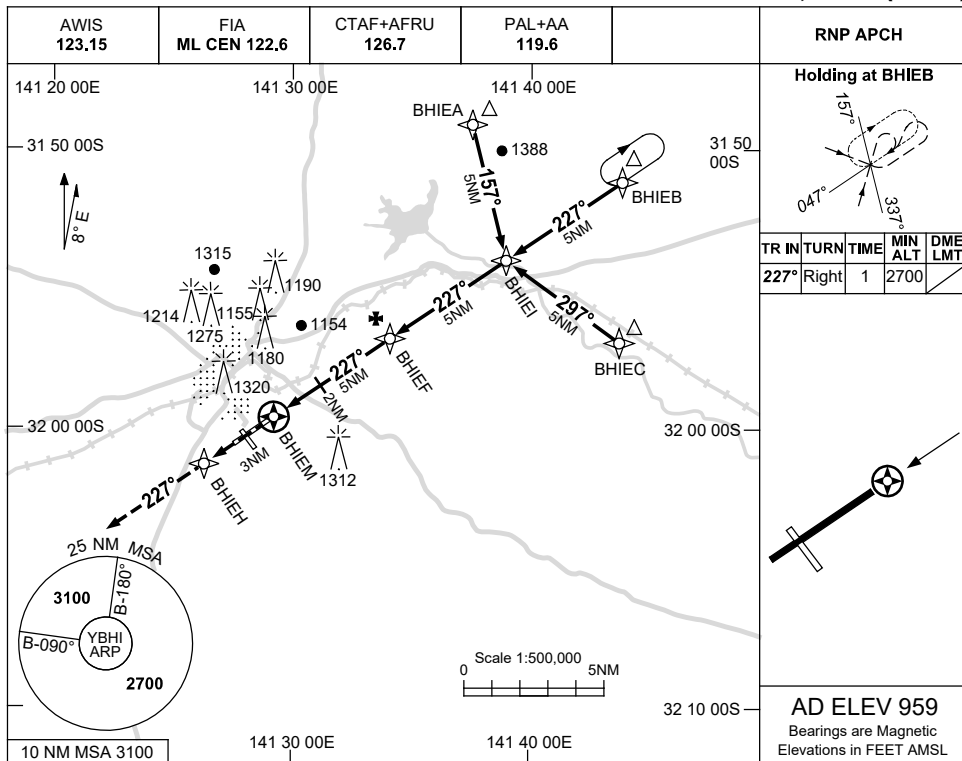 AWIS
123.15
FIA
ML CEN 122.6
CTAF+AFRU
126.7
PAL+AA
119.6
RNP APCH
141 20 00E
141 30 00E
141 40 00E
31 50 00S
31 50
00S
8° E
BHIEA
1388
157°
5NM
BHIEB
227°
5NM
BHIEI
297°
5NM
BHIEC
227°
5NM
BHIEF
227°
5NM
2NM
BHIEM
3NM
BHIEH
227°
1315
1190
1214
1275
1155
1180
1154
1320
1312
32 00 00S
32 00 00S
25 NM MSA
3100
B-180°
B-090°
YBHI
ARP
2700
10 NM MSA 3100
Scale 1:500,000
0
5NM
32 10 00S
141 30 00E
141 40 00E
Holding at BHIEB
157°
047°
337°
TR IN
TURN
TIME
MIN
ALT
DME
LMT
227°
Right
1
2700
AD ELEV 959
Bearings are Magnetic
Elevations in FEET AMSL